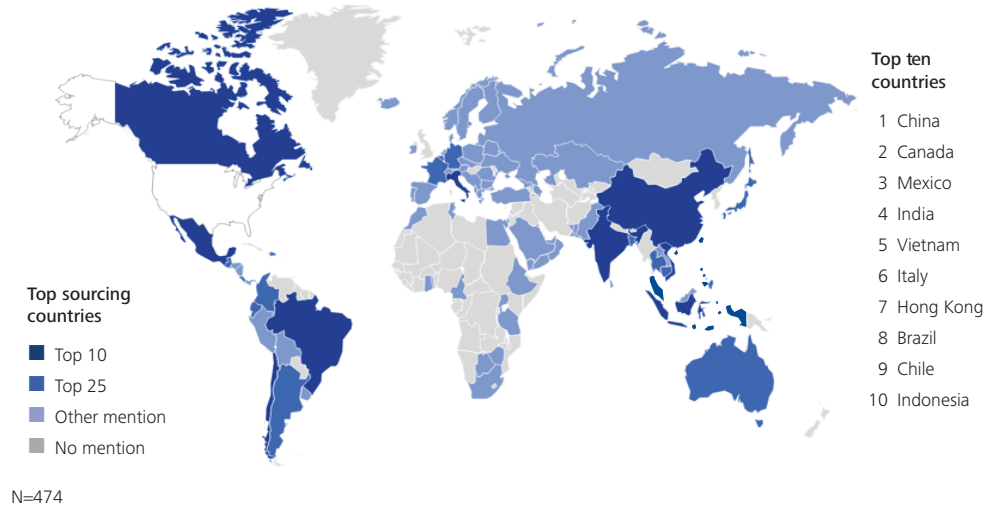 Top ten
countries
1 China
2 Canada
3 Mexico
4 India
5 Vietnam
6 Italy
7 Hong Kong
8 Brazil
9 Chile
10 Indonesia
Top sourcing
countries
Top 10
Top 25
Other mention
No mention
N=474